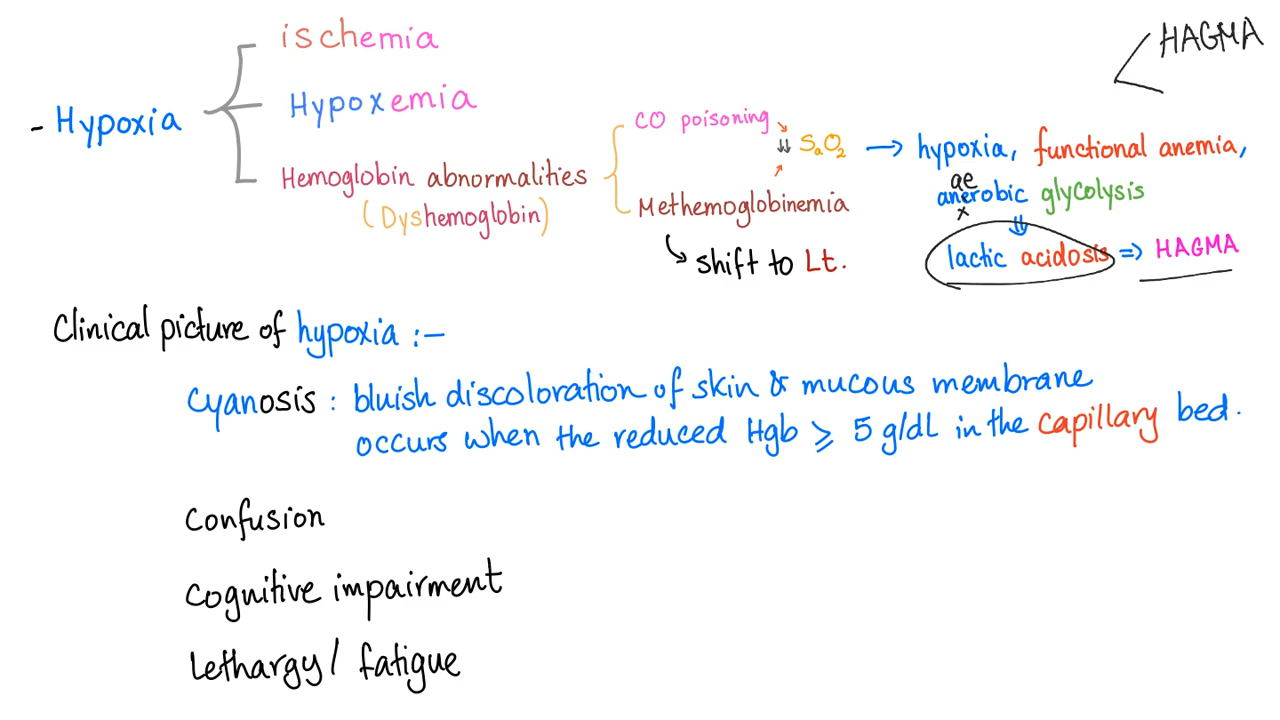 HAGMA
ischemia
- Hypoxia
Hypoxemia
Hemoglobin abnormalities
(Dyshemoglobin)
CO poisoning
↓↓ SaO2 → hypoxia, functional anemia,
ae
anerobic glycolysis
x
Methemoglobinemia
↳ shift to Lt.
⇓
lactic acidosis ⇒ HAGMA
Clinical picture of hypoxia :-
Cyanosis : bluish discoloration of skin & mucous membrane
occurs when the reduced Hgb ⩾ 5 g/dL in the capillary bed.
Confusion
Cognitive impairment
Lethargy / fatigue